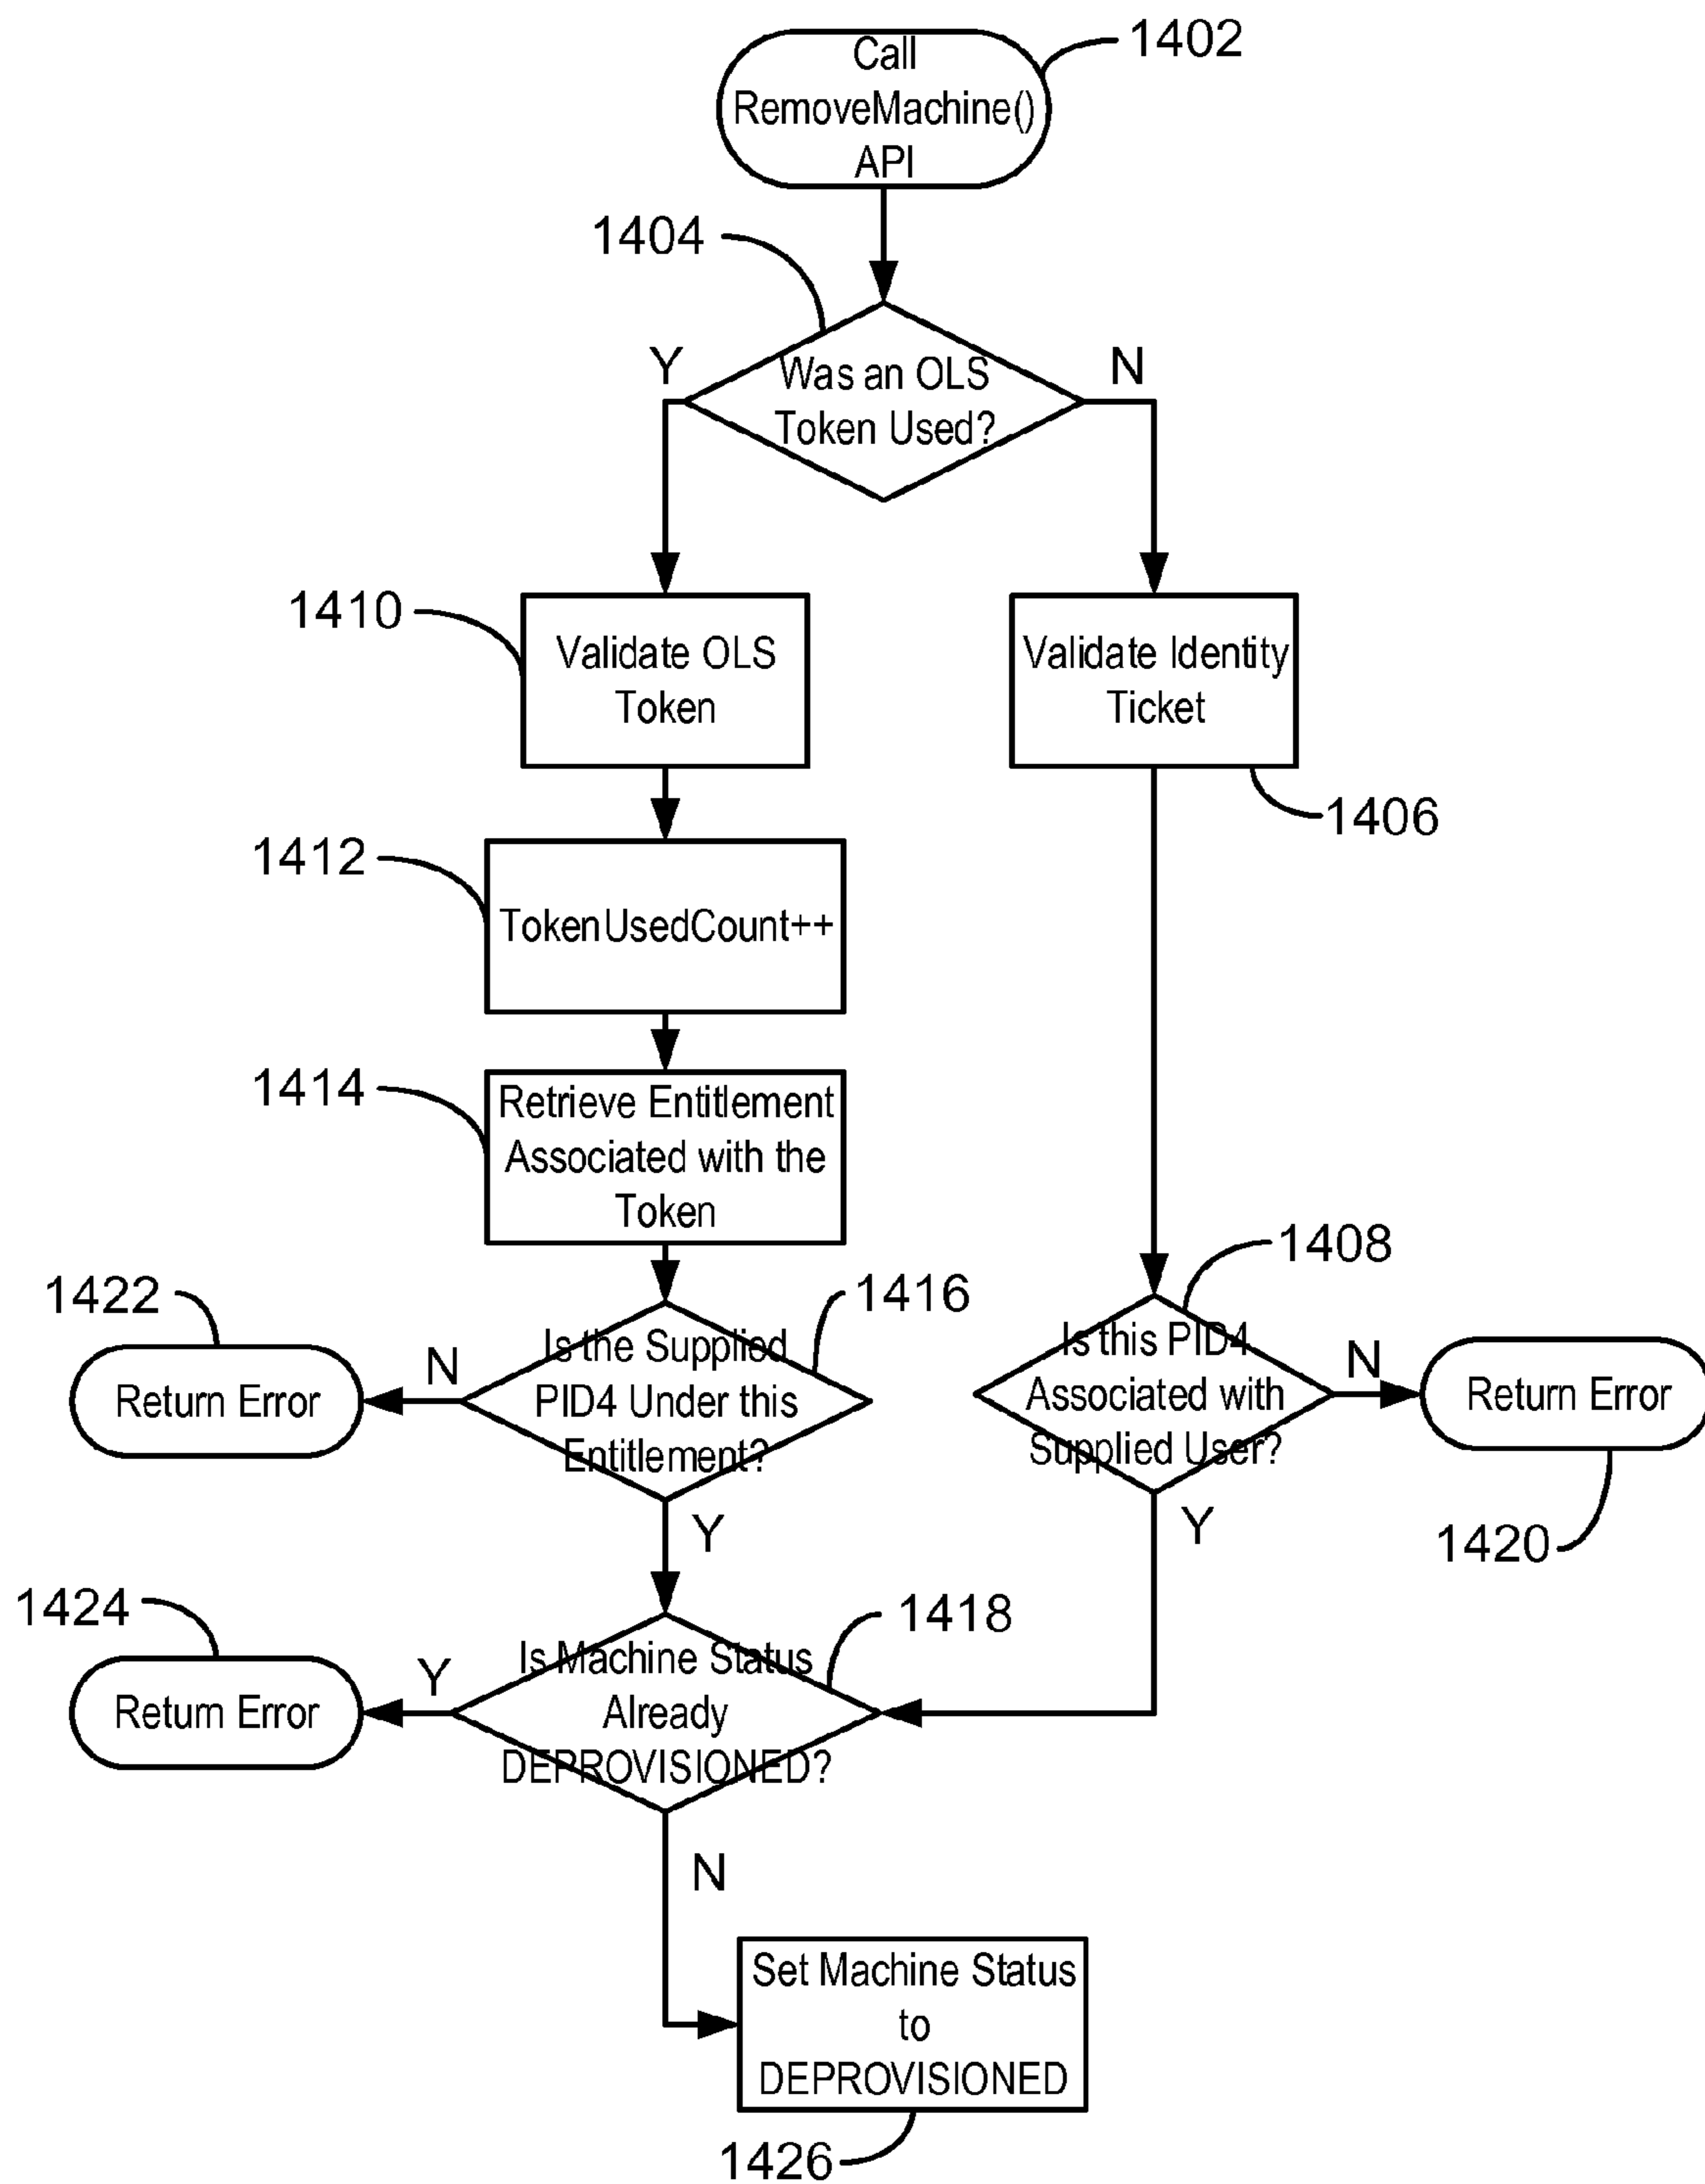 Call
RemoveMachine()
API
1402
1404
Y
Was an OLS
Token Used?
N
1410
Validate OLS
Token
Validate Identity
Ticket
1406
1412
TokenUsedCount++
1414
Retrieve Entitlement
Associated with the
Token
1408
1422
1416
Return Error
N
Is the Supplied
PID4 Under this
Entitlement?
Is this PID4
Associated with
Supplied User?
N
Return Error
Y
Y
1420
1424
1418
Return Error
Y
Is Machine Status
Already
DEPROVISIONED?
N
Set Machine Status
to
DEPROVISIONED
1426